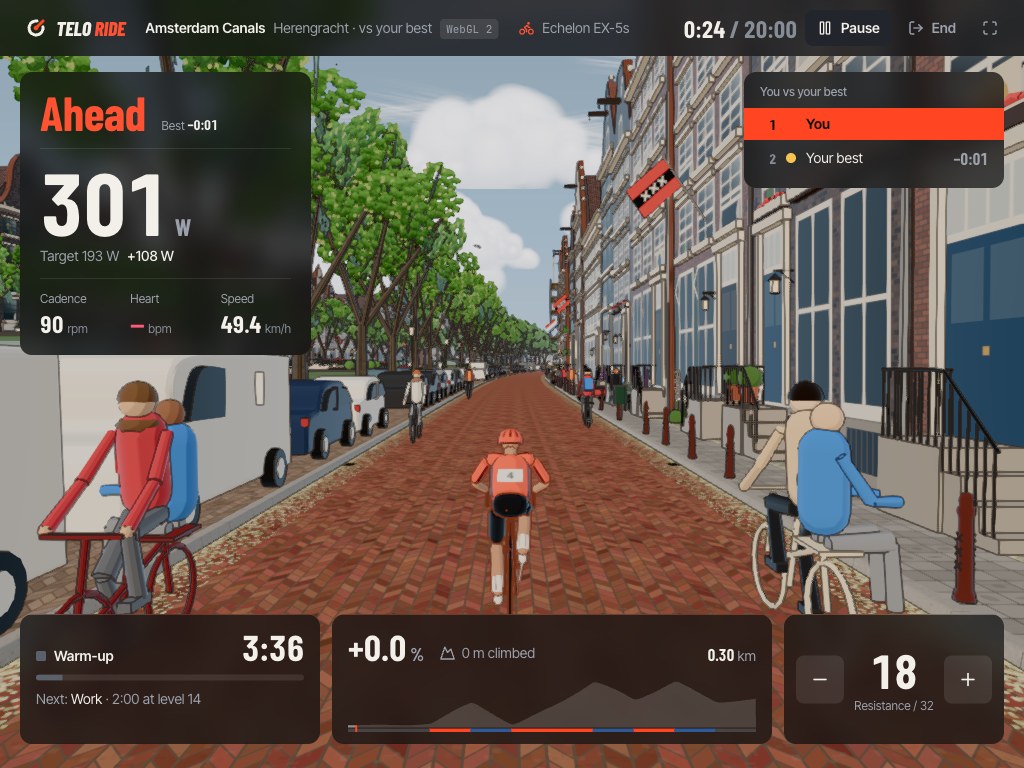 TELO RIDE Amsterdam Canals Herengracht · vs your best WebGL 2 Echelon EX-5s 0:24 / 20:00 Pause End
Ahead Best −0:01
301 W
Target 193 W +108 W
Cadence Heart Speed
90 rpm – bpm 49.4 km/h
You vs your best
1 You
2 Your best −0:01
4
Warm-up 3:36
Next: Work · 2:00 at level 14
+0.0 % 0 m climbed 0.30 km
− 18 +
Resistance / 32